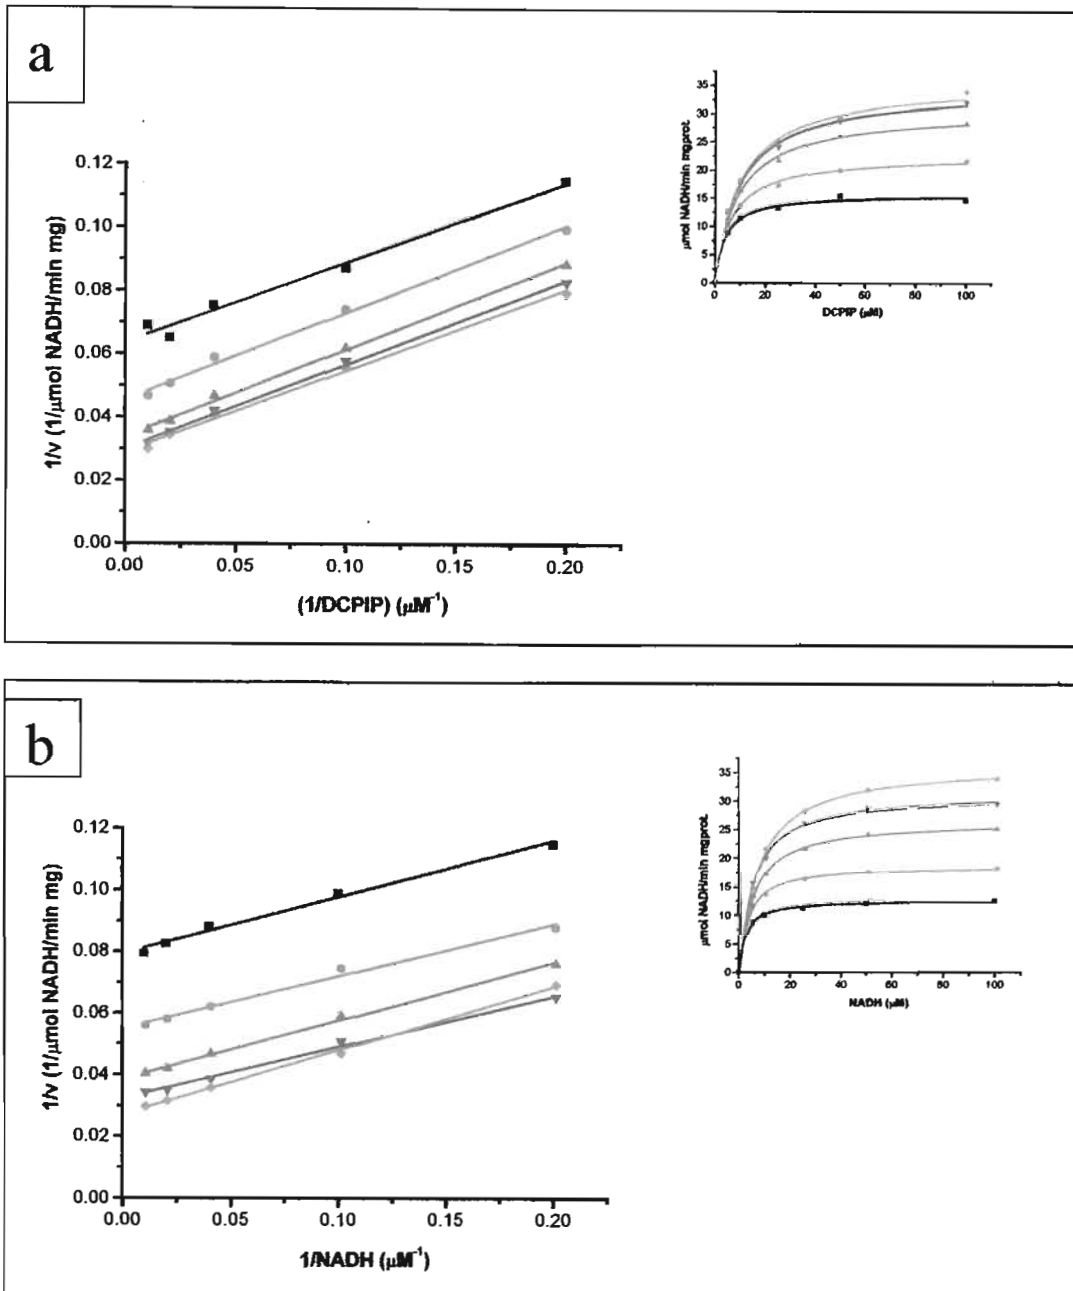 a
0.12
0.10
0.08
0.06
0.04
0.02
0.00
1/v (1/μmol NADH/min mg)
0.00 0.05 0.10 0.15 0.20
(1/DCPIP) (μM⁻¹)
35
30
25
20
15
10
5
0
μmol NADH/min mgprot.
0 20 40 60 80 100
DCPIP (μM)
b
0.12
0.10
0.08
0.06
0.04
0.02
0.00
1/v (1/μmol NADH/min mg)
0.00 0.05 0.10 0.15 0.20
1/NADH (μM⁻¹)
35
30
25
20
15
10
5
0
μmol NADH/min mgprot.
0 20 40 60 80 100
NADH (μM)